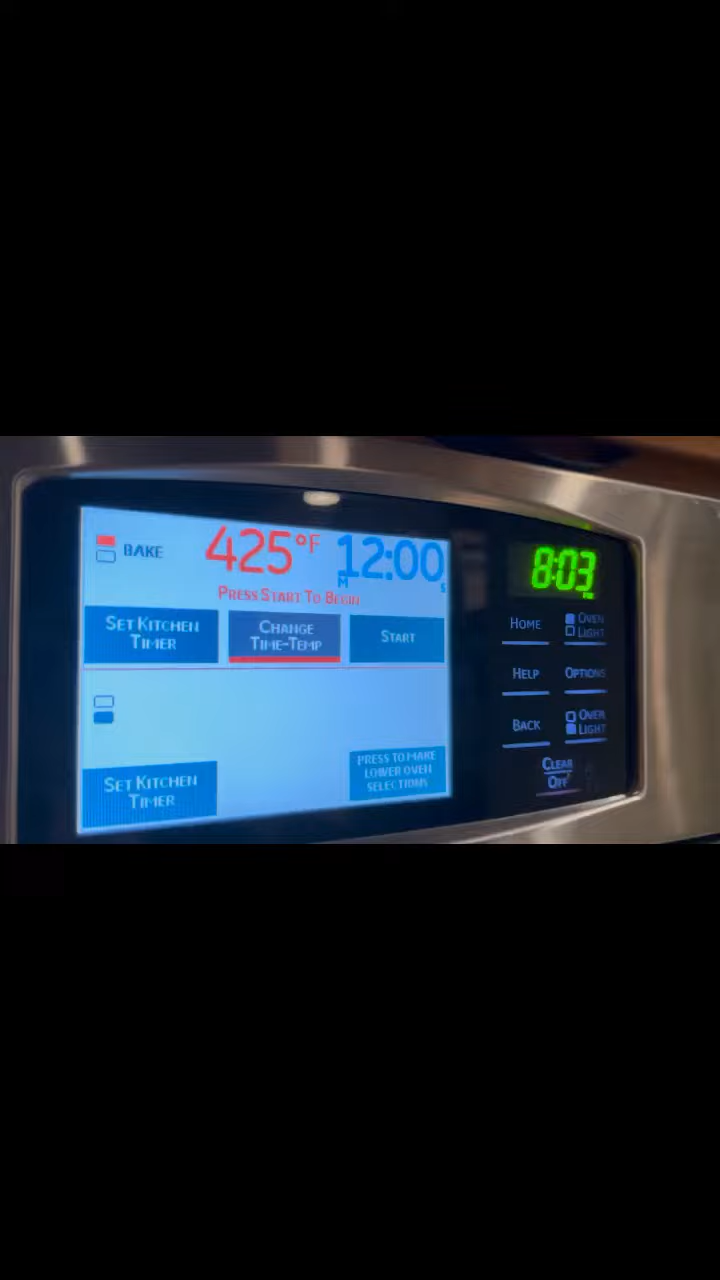 BAKE 425°F 12:00
M S
PRESS START TO BEGIN
SET KITCHEN TIMER
CHANGE TIME-TEMP
START
SET KITCHEN TIMER
PRESS TO MAKE
LOWER OVEN
SELECTIONS
8:03
HOME
OVEN
LIGHT
HELP
OPTIONS
BACK
OVEN
LIGHT
CLEAR
OFF